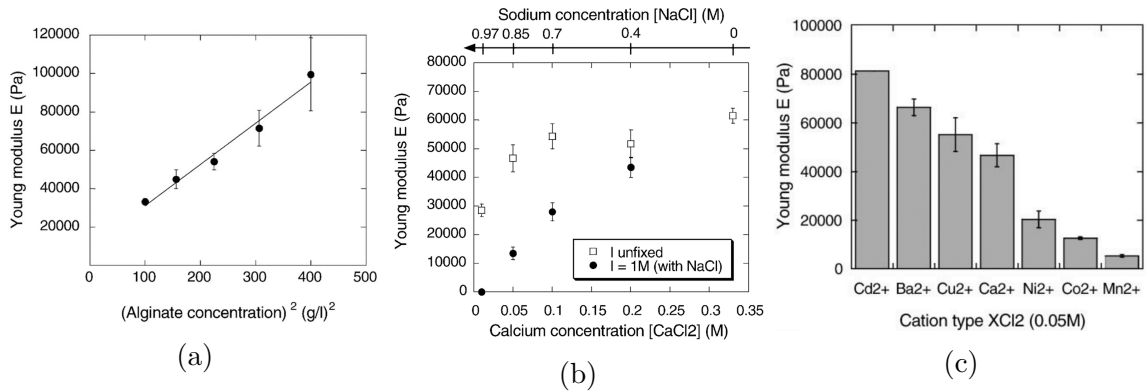 120000
100000
80000
60000
40000
20000
0
Young modulus E (Pa)
0 100 200 300 400 500
(Alginate concentration) 2 (g/l)2
(a)
Sodium concentration [NaCl] (M)
0.97 0.85 0.7 0.4 0
80000
70000
60000
50000
40000
30000
20000
10000
0
Young modulus E (Pa)
I unfixed
I = 1M (with NaCl)
0 0.05 0.1 0.15 0.2 0.25 0.3 0.35
Calcium concentration [CaCl2] (M)
(b)
80000
60000
40000
20000
0
Young modulus E (Pa)
Cd2+ Ba2+ Cu2+ Ca2+ Ni2+ Co2+ Mn2+
Cation type XCl2 (0.05M)
(c)